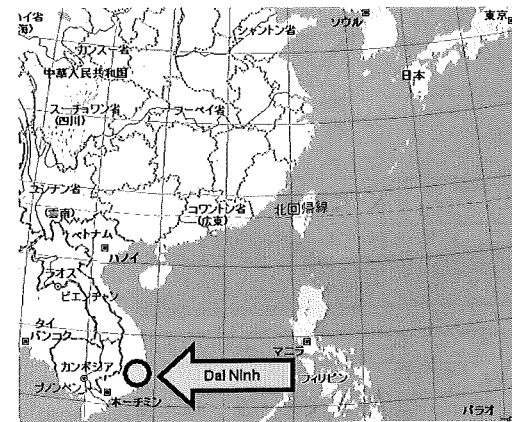 シャントン省
ソウル
東京
カンスー省
中華人民共和国
日本
スーチョワン省
(四川)
フーペイ省
ユンナン省
(雲南)
コワントン省
(広東)
北回帰線
ベトナム
ハノイ
ラオス
ビエンチャン
タイ
バンコク
マニラ
カンボジア
Dai Ninh
フィリピン
プノンペン
ホーチミン
パラオ